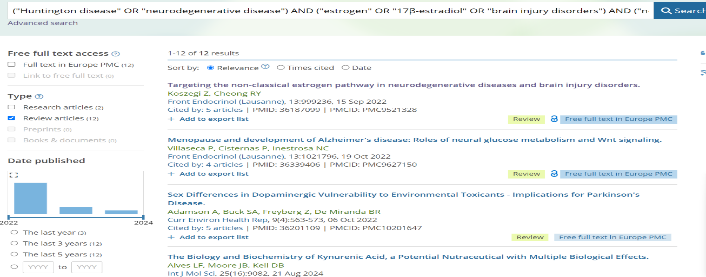 ("Huntington disease" OR "neurodegenerative disease") AND ("estrogen" OR "17β-estradiol" OR "brain injury disorders") AND ("n
Search
Advanced search
Free full text access
Full text in Europe PMC (12)
Link to free full text (0)
Type
Research articles (2)
Review articles (12)
Preprints (0)
Books & documents (0)
Date published
2022 2024
The last year (3)
The last 3 years (12)
The last 5 years (12)
YYYY to YYYY
1-12 of 12 results
Sort by: Relevance Times cited Date
Targeting the non-classical estrogen pathway in neurodegenerative diseases and brain injury disorders.
Koszegi Z, Cheong RY
Front Endocrinol (Lausanne), 13:999236, 15 Sep 2022
Cited by: 5 articles | PMID: 36187099 | PMCID: PMC9521328
+ Add to export list Review Free full text in Europe PMC
Menopause and development of Alzheimer's disease: Roles of neural glucose metabolism and Wnt signaling.
Villaseca P, Cisternas P, Inestrosa NC
Front Endocrinol (Lausanne), 13:1021796, 19 Oct 2022
Cited by: 4 articles | PMID: 36339406 | PMCID: PMC9627150
+ Add to export list Review Free full text in Europe PMC
Sex Differences in Dopaminergic Vulnerability to Environmental Toxicants - Implications for Parkinson's
Disease.
Adamson A, Buck SA, Freyberg Z, De Miranda BR
Curr Environ Health Rep, 9(4):563-573, 06 Oct 2022
Cited by: 5 articles | PMID: 36201109 | PMCID: PMC10201647
+ Add to export list Review Free full text in Europe PMC
The Biology and Biochemistry of Kynurenic Acid, a Potential Nutraceutical with Multiple Biological Effects.
Alves LF, Moore JB, Kell DB
Int J Mol Sci, 25(16):9082, 21 Aug 2024